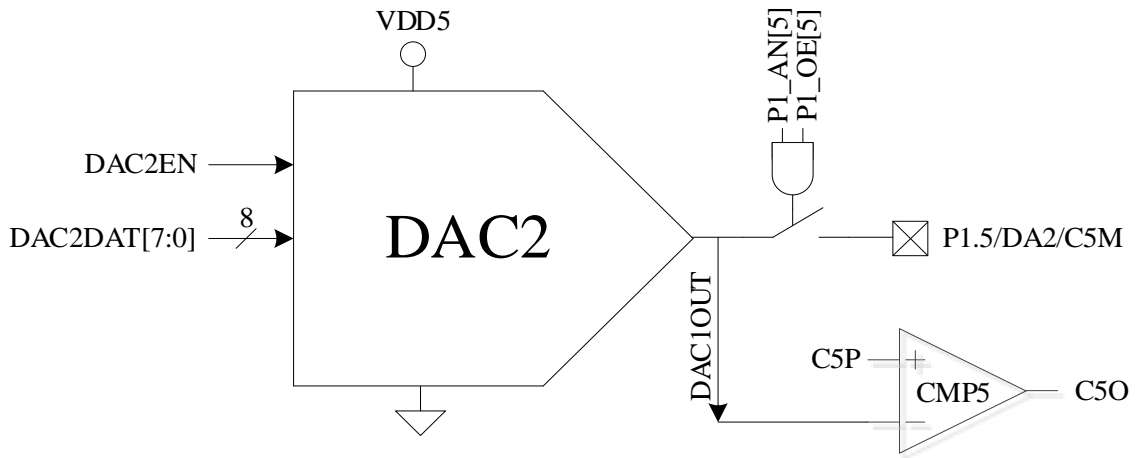 VDD5
P1_AN[5]
P1_OE[5]
DAC2EN
8
DAC2DAT[7:0]
DAC2
P1.5/DA2/C5M
DAC1OUT
C5P
+
CMP5
C5O
−